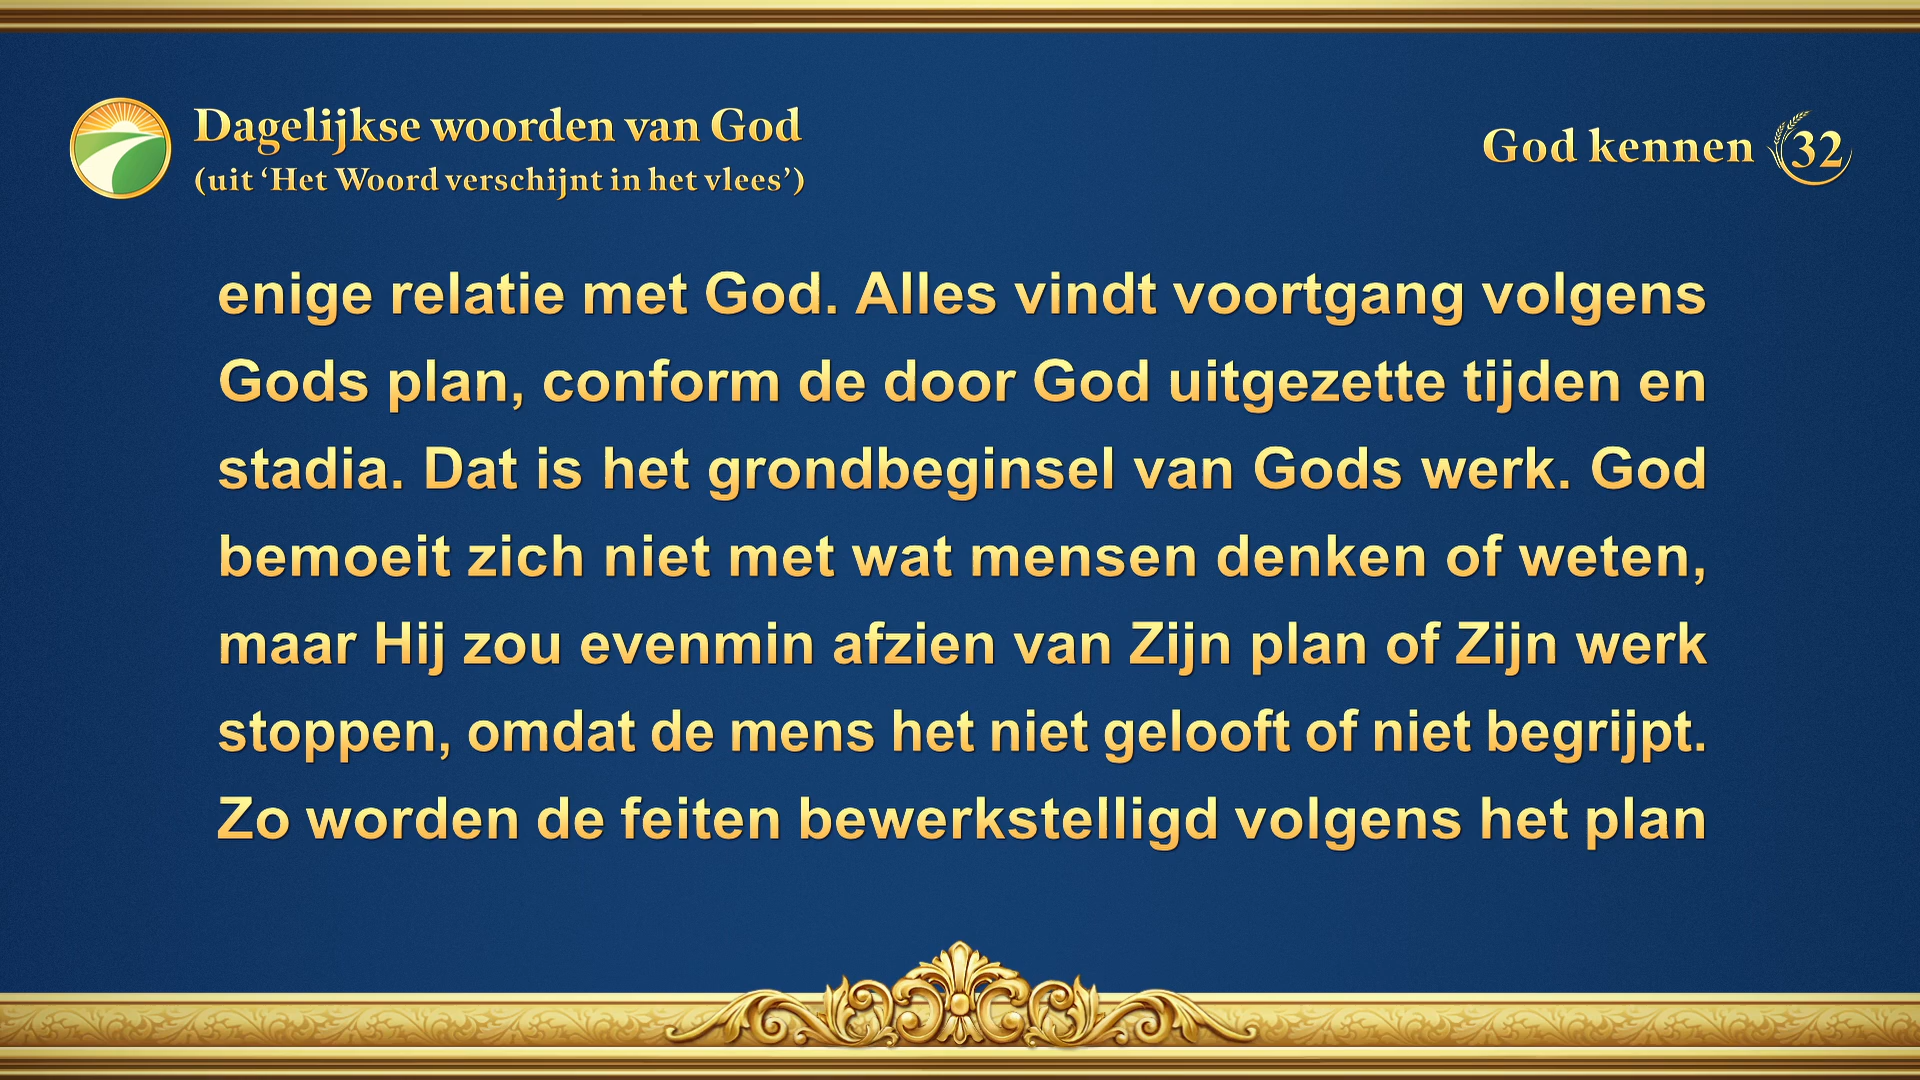 Dagelijkse woorden van God
(uit ‘Het Woord verschijnt in het vlees’)
God kennen 32
enige relatie met God. Alles vindt voortgang volgens
Gods plan, conform de door God uitgezette tijden en
stadia. Dat is het grondbeginsel van Gods werk. God
bemoeit zich niet met wat mensen denken of weten,
maar Hij zou evenmin afzien van Zijn plan of Zijn werk
stoppen, omdat de mens het niet gelooft of niet begrijpt.
Zo worden de feiten bewerkstelligd volgens het plan